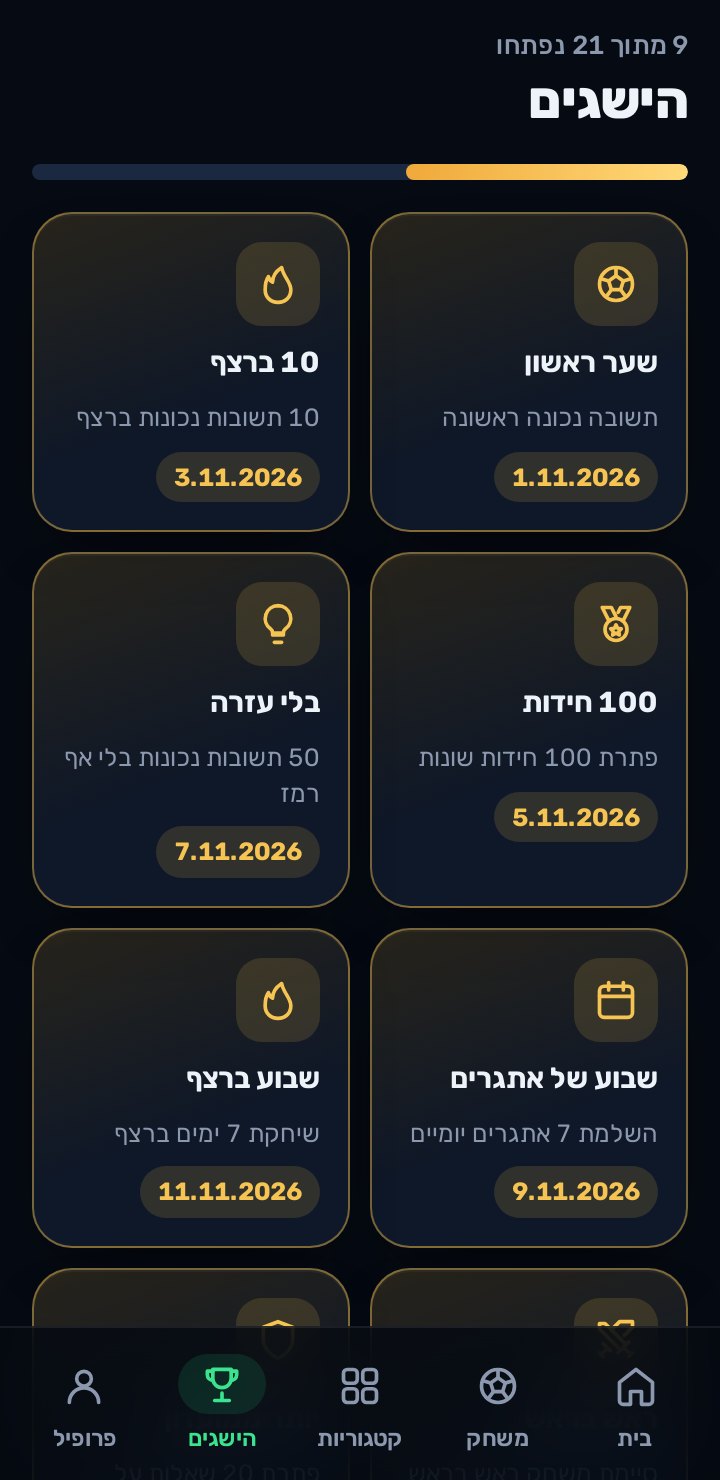 9 מתוך 21 נפתחו
הישגים
שער ראשון
תשובה נכונה ראשונה
1.11.2026
10 ברצף
10 תשובות נכונות ברצף
3.11.2026
100 חידות
פתרת 100 חידות שונות
5.11.2026
בלי עזרה
50 תשובות נכונות בלי אף
רמז
7.11.2026
שבוע של אתגרים
השלמת 7 אתגרים יומיים
9.11.2026
שבוע ברצף
שיחקת 7 ימים ברצף
11.11.2026
בית
משחק
קטגוריות
הישגים
פרופיל